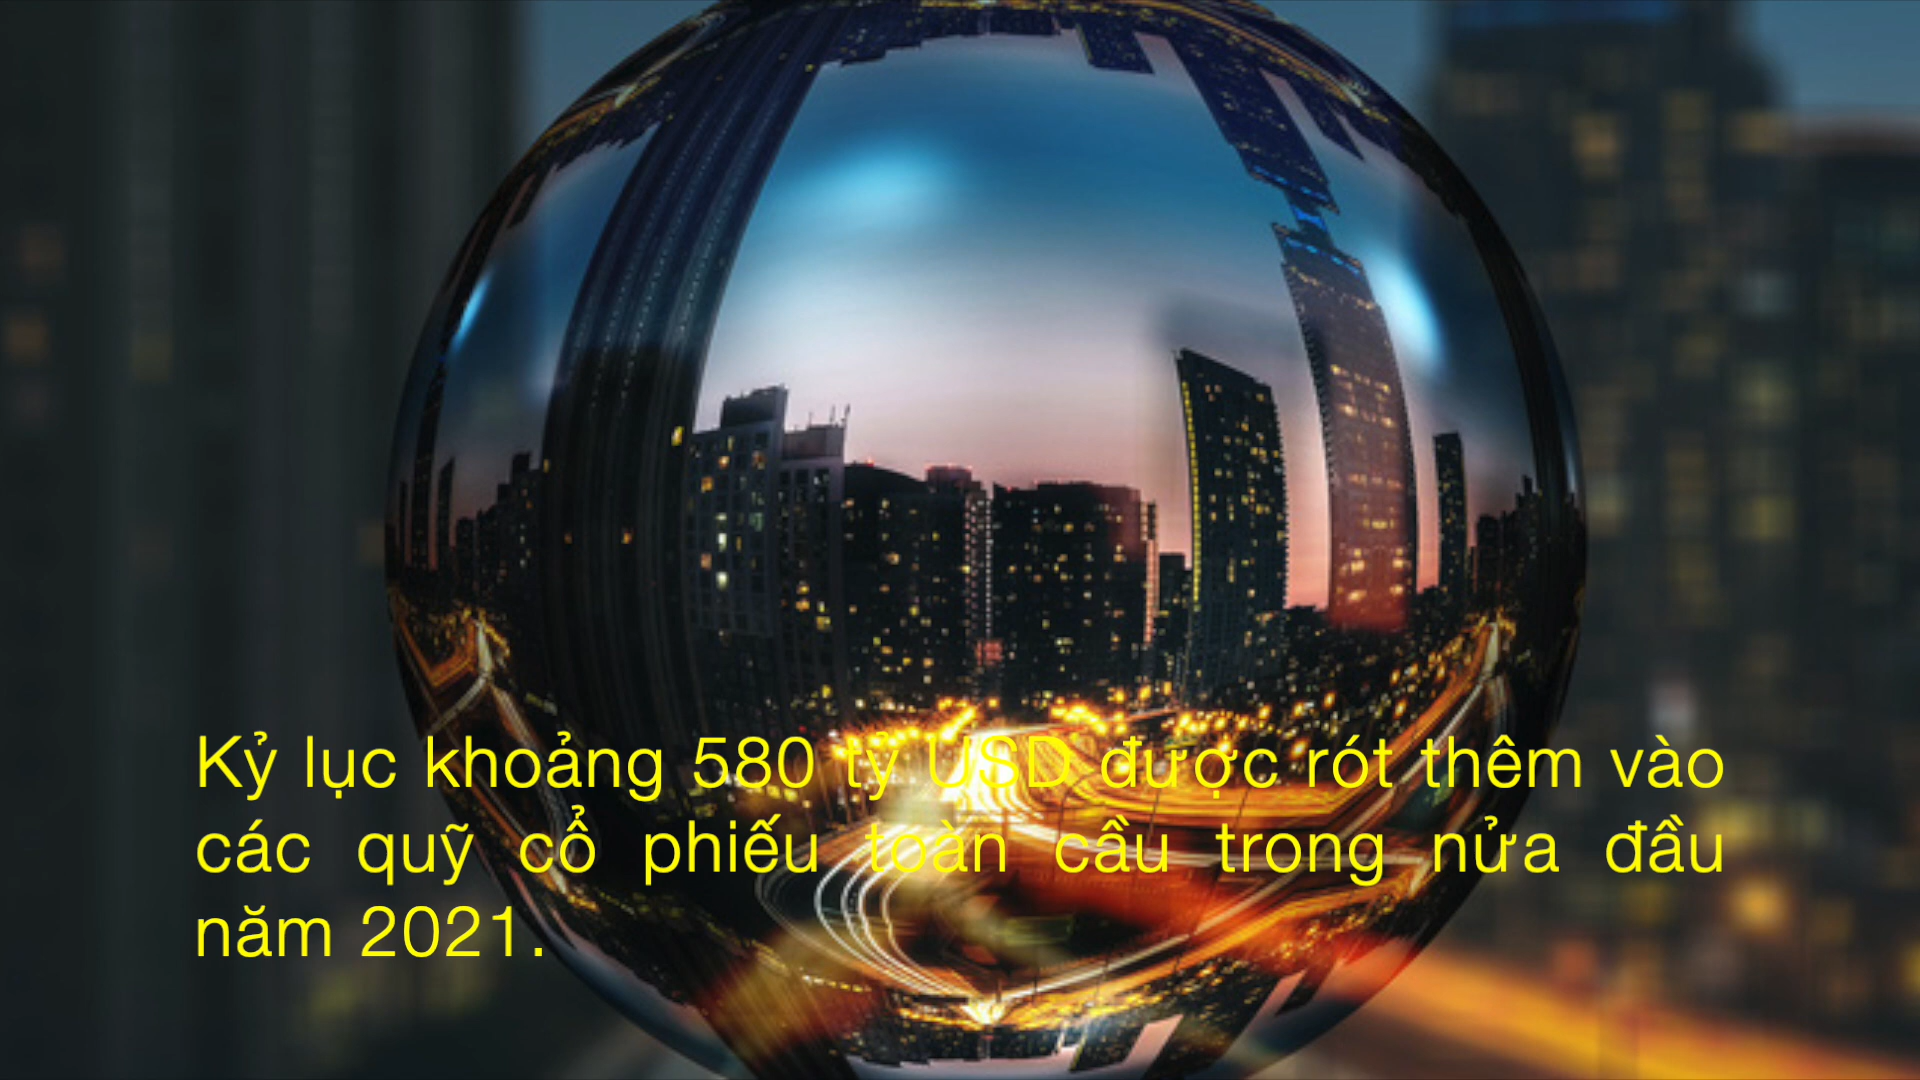 Kỷ lục khoảng 580 tỷ USD được rót thêm vào
các quỹ cổ phiếu toàn cầu trong nửa đầu
năm 2021.